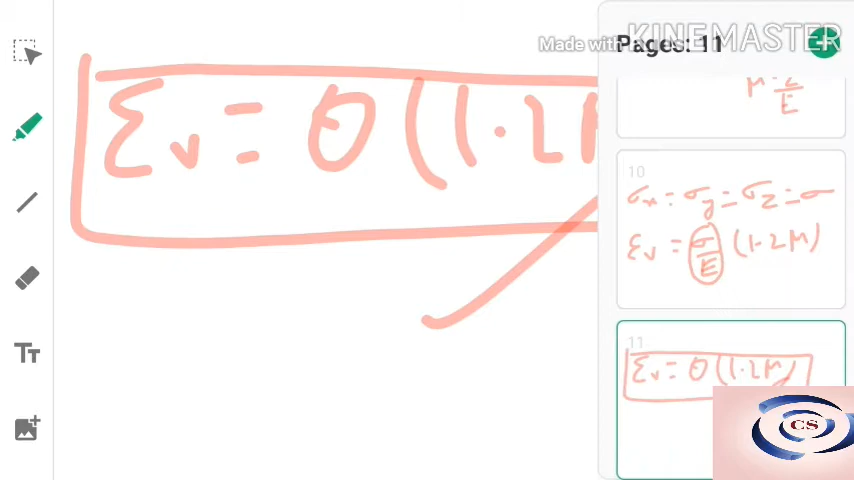 Made with KINEMASTER
Pages: 11
εv = θ (1·2μ
μ = Σ/E
10
σx = σy = σz = σ
εv = σ/E (1·2μ)
11
εv = θ (1·2μ)
Tт
CS